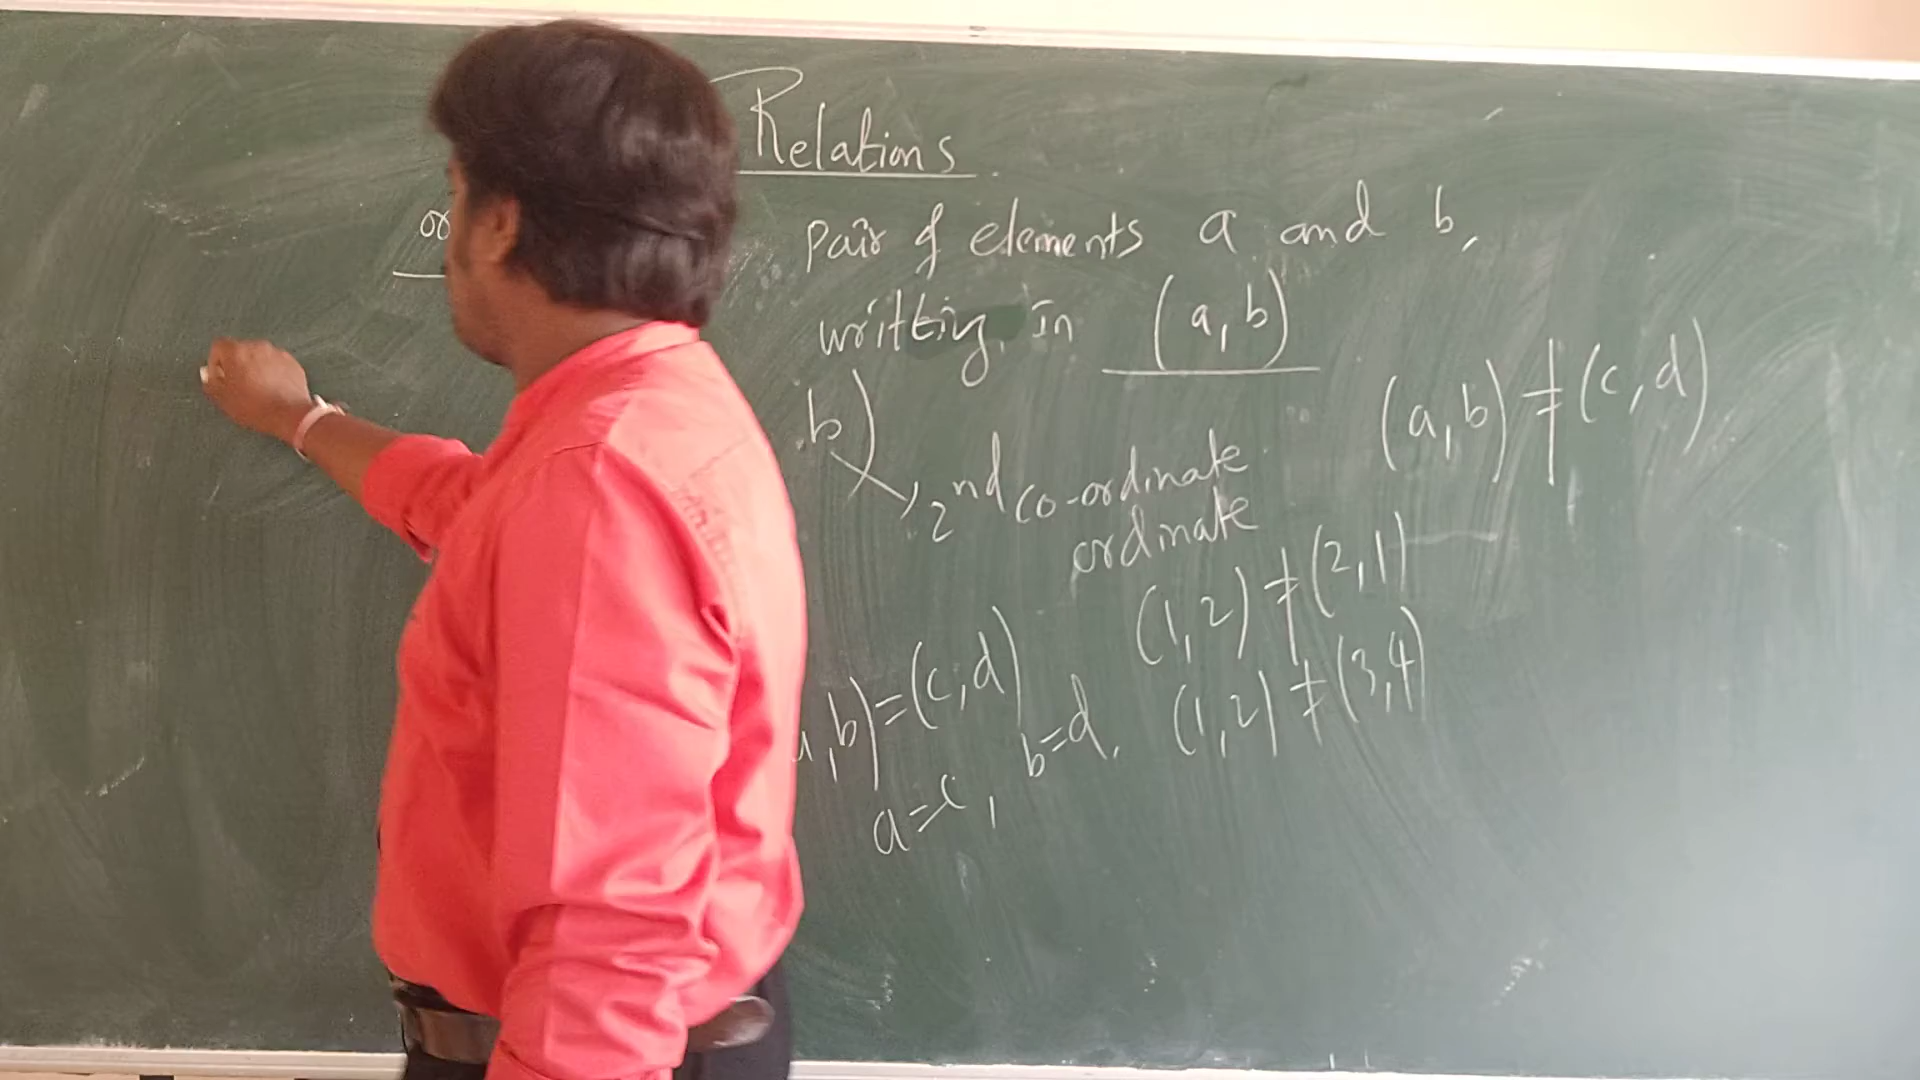 Relations
or
pair of elements a and b,
writting in (a, b)
b)
2nd co-ordinate
ordinate
(a, b) ≠ (c, d)
(1, 2) ≠ (2, 1)
(1, 2) ≠ (3, 4)
, b) = (c, d)
a = c, b = d.